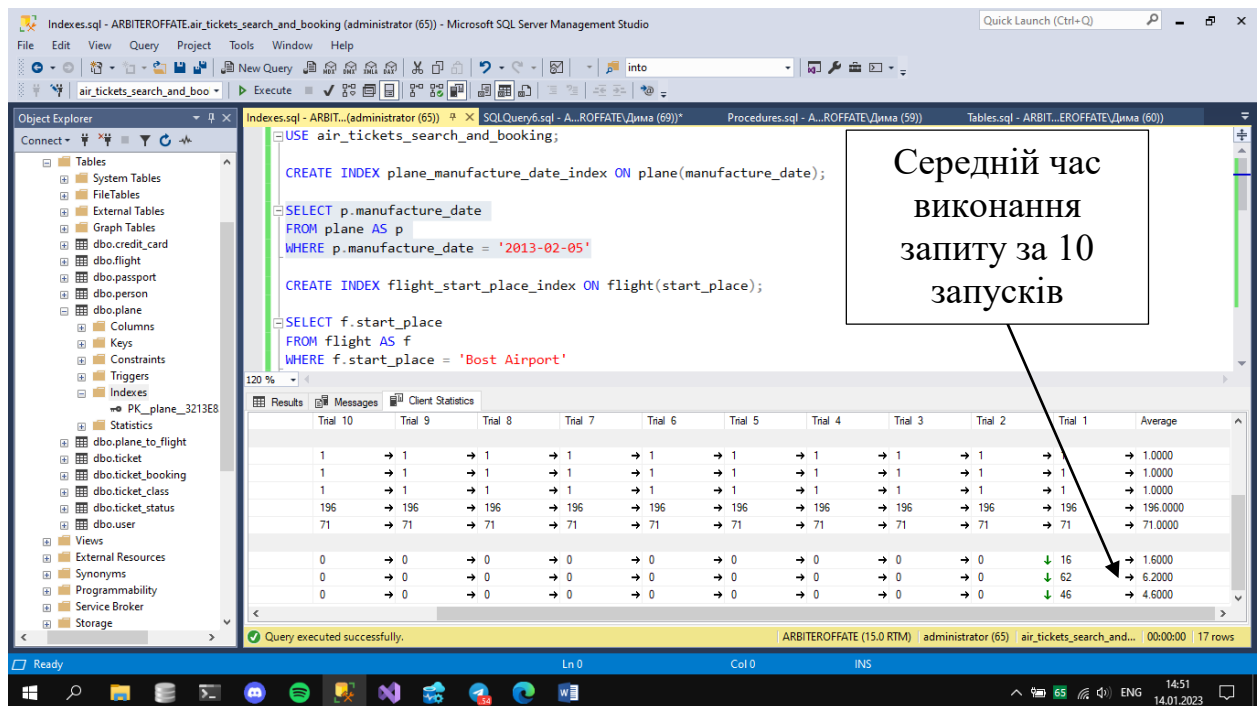 Indexes.sql - ARBITEROFFATE.air_tickets_search_and_booking (administrator (65)) - Microsoft SQL Server Management Studio
Quick Launch (Ctrl+Q)
File Edit View Query Project Tools Window Help
New Query into
air_tickets_search_and_boo Execute
Object Explorer
Indexes.sql - ARBIT...(administrator (65)) SQLQuery6.sql - A...ROFFATE\Дима (69))* Procedures.sql - A...ROFFATE\Дима (59)) Tables.sql - ARBIT...EROFFATE\Дима (60))
Connect
Tables
System Tables
FileTables
External Tables
Graph Tables
dbo.credit_card
dbo.flight
dbo.passport
dbo.person
dbo.plane
Columns
Keys
Constraints
Triggers
Indexes
PK__plane__3213E8
Statistics
dbo.plane_to_flight
dbo.ticket
dbo.ticket_booking
dbo.ticket_class
dbo.ticket_status
dbo.user
Views
External Resources
Synonyms
Programmability
Service Broker
Storage
USE air_tickets_search_and_booking;
CREATE INDEX plane_manufacture_date_index ON plane(manufacture_date);
SELECT p.manufacture_date
FROM plane AS p
WHERE p.manufacture_date = '2013-02-05'
CREATE INDEX flight_start_place_index ON flight(start_place);
SELECT f.start_place
FROM flight AS f
WHERE f.start_place = 'Bost Airport'
Середній час
виконання
запиту за 10
запусків
120 %
Results Messages Client Statistics
Trial 10 Trial 9 Trial 8 Trial 7 Trial 6 Trial 5 Trial 4 Trial 3 Trial 2 Trial 1 Average
1 → 1 → 1 → 1 → 1 → 1 → 1 → 1 → 1 → 1 → 1.0000
1 → 1 → 1 → 1 → 1 → 1 → 1 → 1 → 1 → 1 → 1.0000
1 → 1 → 1 → 1 → 1 → 1 → 1 → 1 → 1 → 1 → 1.0000
196 → 196 → 196 → 196 → 196 → 196 → 196 → 196 → 196 → 196 → 196.0000
71 → 71 → 71 → 71 → 71 → 71 → 71 → 71 → 71 → 71 → 71.0000
0 → 0 → 0 → 0 → 0 → 0 → 0 → 0 → 0 ↓ 16 → 1.6000
0 → 0 → 0 → 0 → 0 → 0 → 0 → 0 → 0 ↓ 62 → 6.2000
0 → 0 → 0 → 0 → 0 → 0 → 0 → 0 → 0 ↓ 46 → 4.6000
Query executed successfully. ARBITEROFFATE (15.0 RTM) administrator (65) air_tickets_search_and... 00:00:00 17 rows
Ready Ln 0 Col 0 INS
65 ENG 14:51
14.01.2023